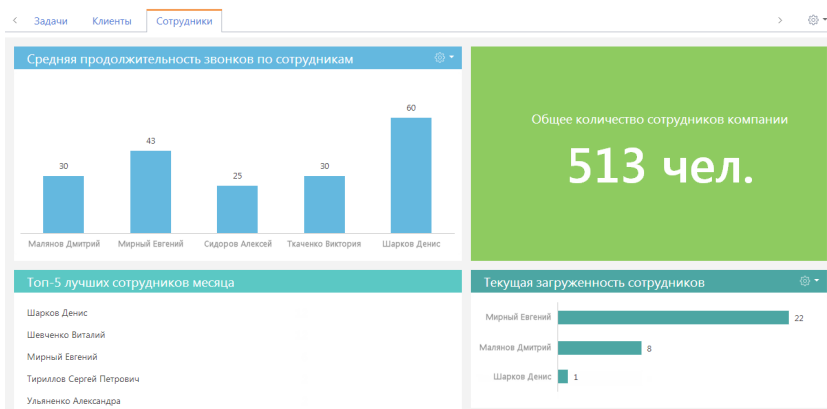 Задачи Клиенты Сотрудники
Средняя продолжительность звонков по сотрудникам
60
43
30 25 30
Малянов Дмитрий Мирный Евгений Сидоров Алексей Ткаченко Виктория Шарков Денис
Общее количество сотрудников компании
513 чел.
Топ-5 лучших сотрудников месяца
Шарков Денис
Шевченко Виталий
Мирный Евгений
Тириллов Сергей Петрович
Ульяненко Александра
Текущая загруженность сотрудников
Мирный Евгений 22
Малянов Дмитрий 8
Шарков Денис 1